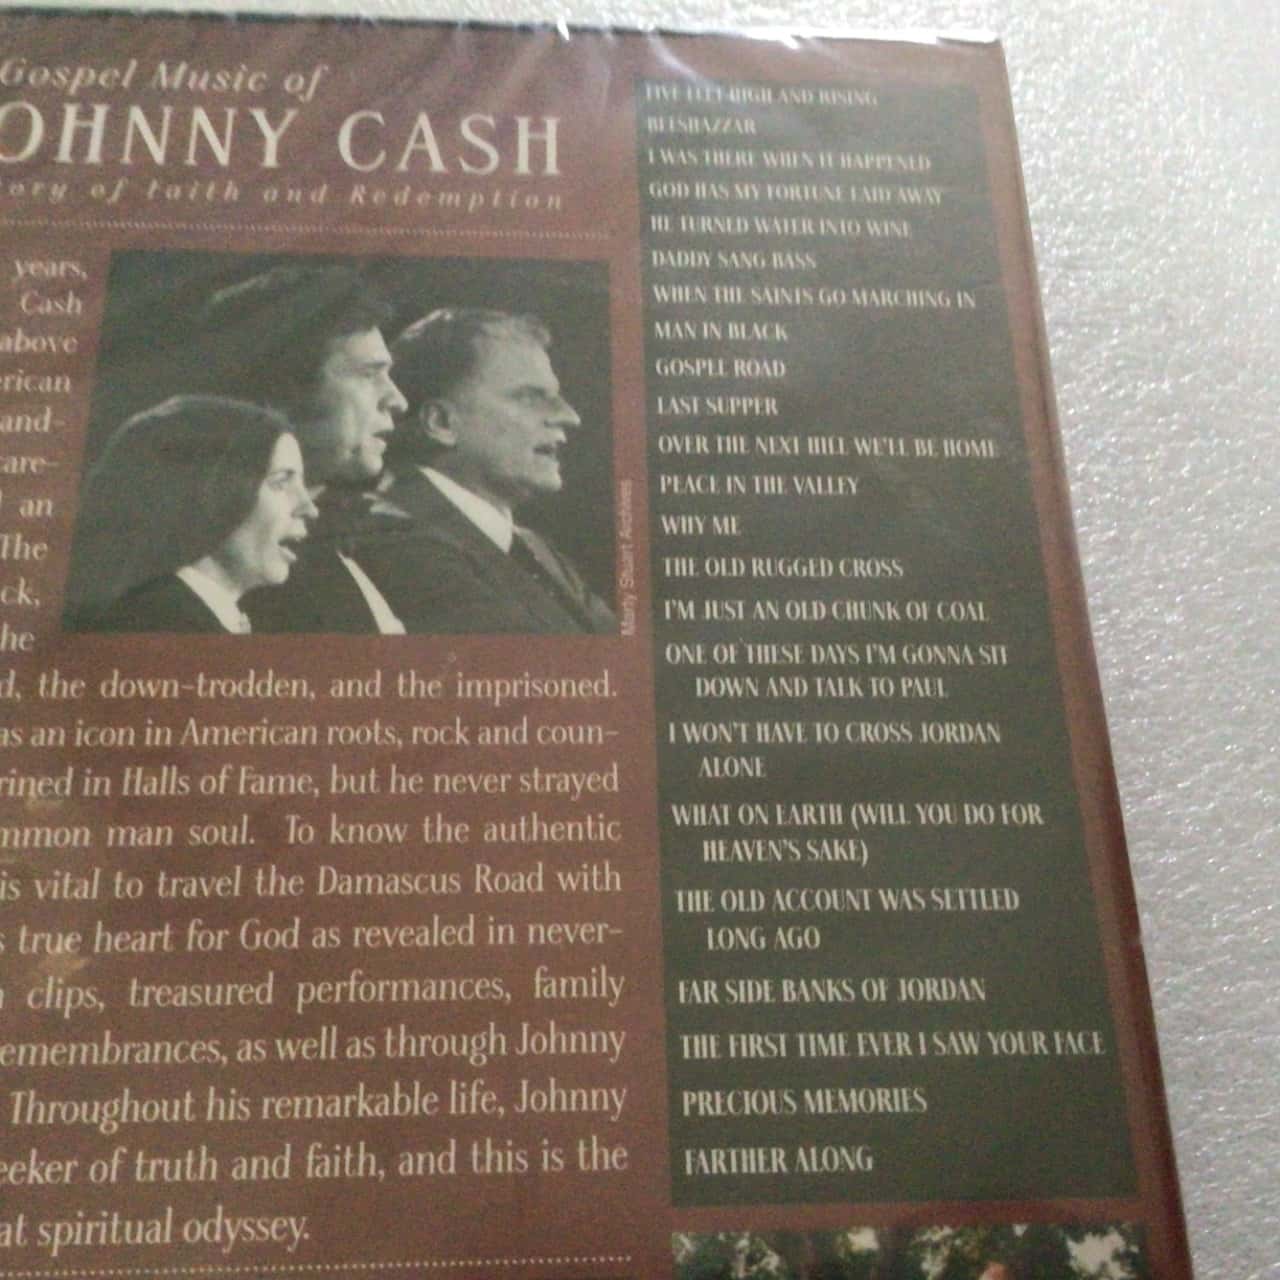 Gospel Music of
OHNNY CASH
ory of Faith and Redemption
years,
Cash
above
erican
and-
care-
an
The
ck,
he
Marty Stuart Archives
d, the down-trodden, and the imprisoned.
as an icon in American roots, rock and coun-
rined in Halls of Fame, but he never strayed
mmon man soul. To know the authentic
is vital to travel the Damascus Road with
s true heart for God as revealed in never-
n clips, treasured performances, family
emembrances, as well as through Johnny
Throughout his remarkable life, Johnny
eeker of truth and faith, and this is the
at spiritual odyssey.
FIVE FEET HIGH AND RISING
BELSHAZZAR
I WAS THERE WHEN IT HAPPENED
GOD HAS MY FORTUNE LAID AWAY
HE TURNED WATER INTO WINE
DADDY SANG BASS
WHEN THE SAINTS GO MARCHING IN
MAN IN BLACK
GOSPEL ROAD
LAST SUPPER
OVER THE NEXT HILL WE'LL BE HOME
PEACE IN THE VALLEY
WHY ME
THE OLD RUGGED CROSS
I'M JUST AN OLD CHUNK OF COAL
ONE OF THESE DAYS I'M GONNA SIT
DOWN AND TALK TO PAUL
I WON'T HAVE TO CROSS JORDAN
ALONE
WHAT ON EARTH (WILL YOU DO FOR
HEAVEN'S SAKE)
THE OLD ACCOUNT WAS SETTLED
LONG AGO
FAR SIDE BANKS OF JORDAN
THE FIRST TIME EVER I SAW YOUR FACE
PRECIOUS MEMORIES
FARTHER ALONG